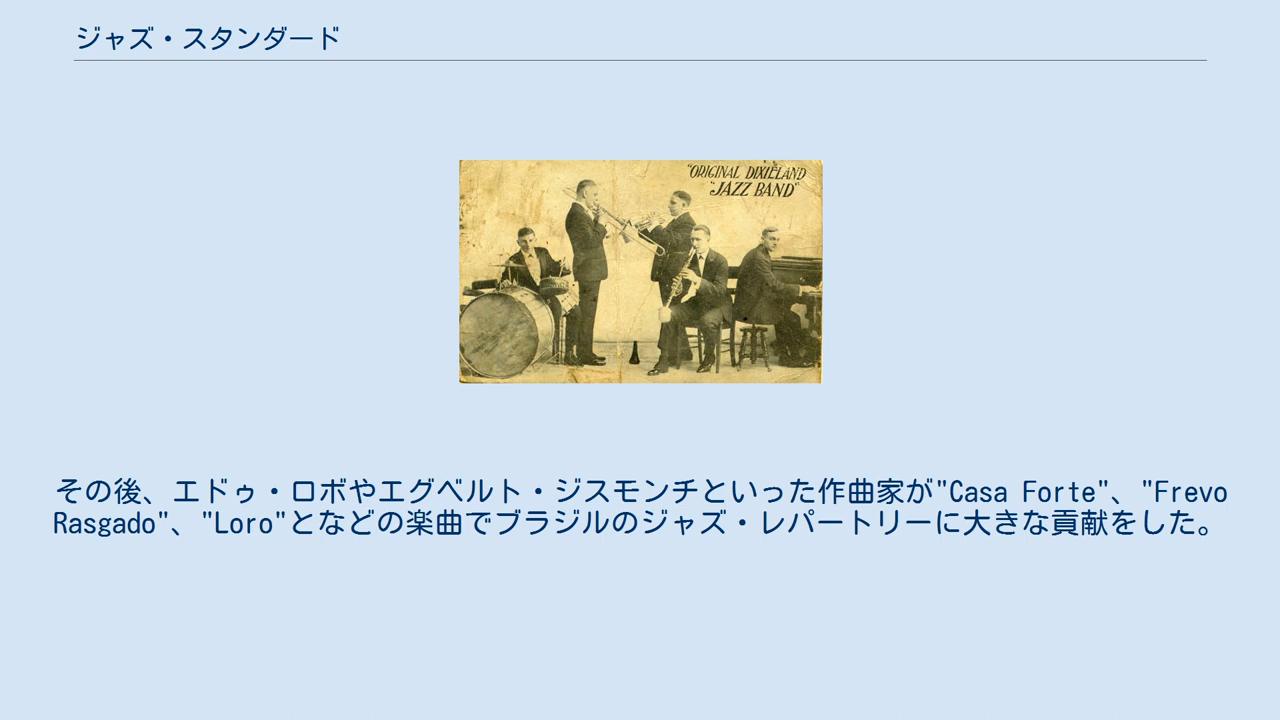 ジャズ・スタンダード
"ORIGINAL DIXIELAND
"JAZZ BAND"
その後、エドゥ・ロボやエグベルト・ジスモンチといった作曲家が"Casa Forte"、"Frevo
Rasgado"、"Loro"となどの楽曲でブラジルのジャズ・レパートリーに大きな貢献をした。